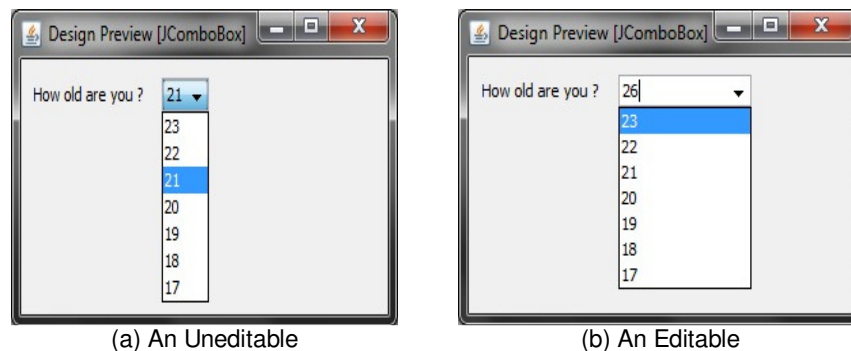 Design Preview [JComboBox]
How old are you ? 21
23
22
21
20
19
18
17
(a) An Uneditable
Design Preview [JComboBox]
How old are you ? 26
23
22
21
20
19
18
17
(b) An Editable